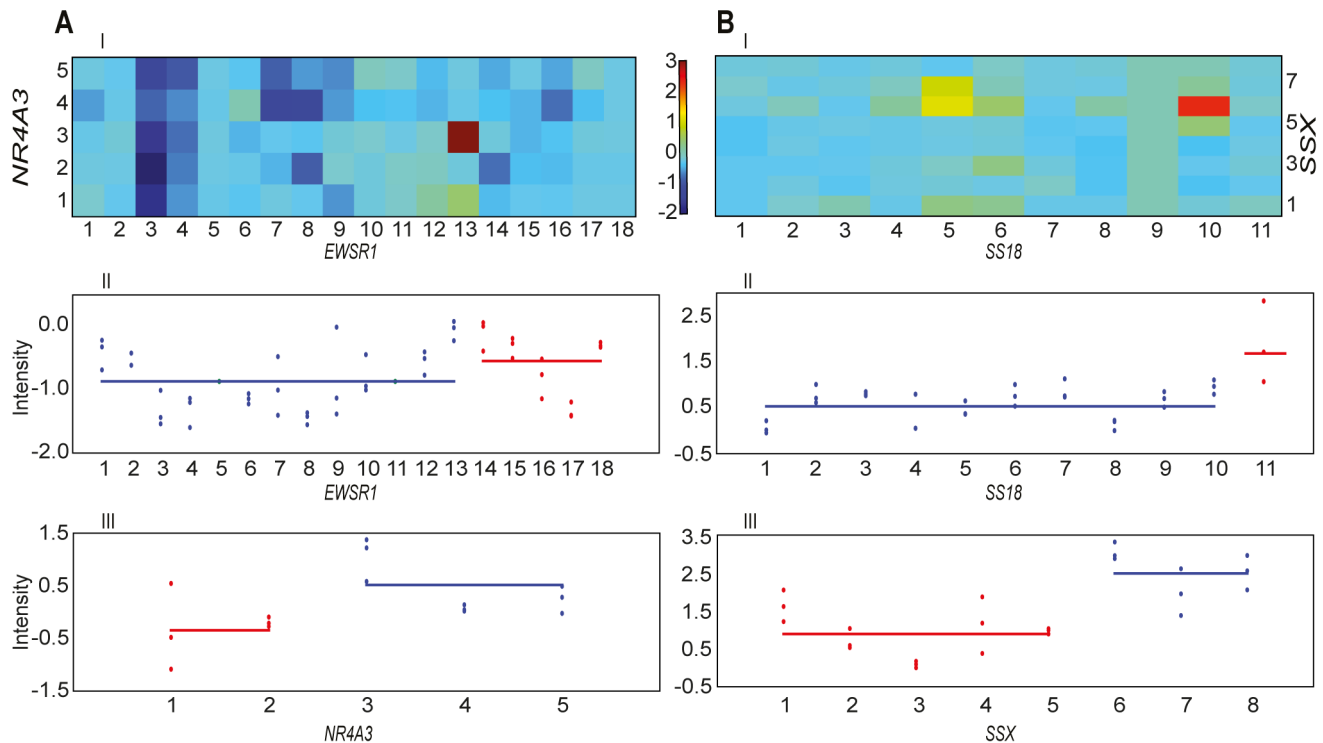 A
I
NR4A3
5
4
3
2
1
1 2 3 4 5 6 7 8 9 10 11 12 13 14 15 16 17 18
EWSR1
3
2
1
0
-1
-2
B
I
7
5
3
1
SSX
1 2 3 4 5 6 7 8 9 10 11
SS18
II
Intensity
0.0
-1.0
-2.0
1 2 3 4 5 6 7 8 9 10 11 12 13 14 15 16 17 18
EWSR1
II
2.5
1.5
0.5
-0.5
1 2 3 4 5 6 7 8 9 10 11
SS18
III
Intensity
1.5
0.5
-0.5
-1.5
1 2 3 4 5
NR4A3
III
3.5
2.5
1.5
0.5
-0.5
1 2 3 4 5 6 7 8
SSX